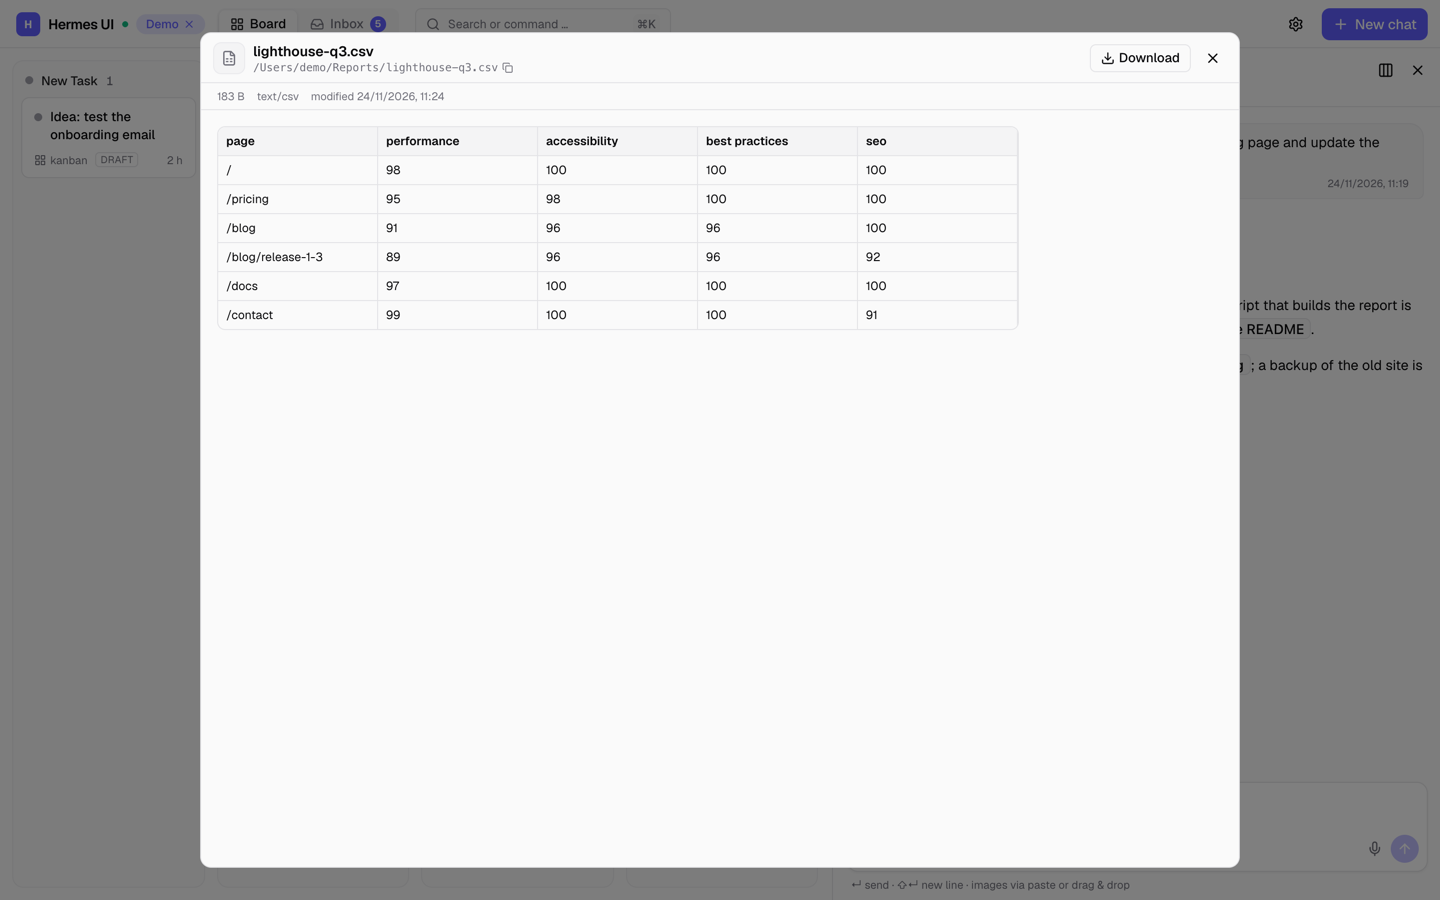 H Hermes UI Demo × Board Inbox 5 Search or command … ⌘K + New chat
New Task 1
Idea: test the
onboarding email
kanban DRAFT 2 h
lighthouse-q3.csv
/Users/demo/Reports/lighthouse-q3.csv
Download
183 B text/csv modified 24/11/2026, 11:24
page performance accessibility best practices seo
/ 98 100 100 100
/pricing 95 98 100 100
/blog 91 96 96 100
/blog/release-1-3 89 96 96 92
/docs 97 100 100 100
/contact 99 100 100 91
page and update the
24/11/2026, 11:19
that builds the report is
README .
; a backup of the old site is
↵ send · ⇧↵ new line · images via paste or drag & drop